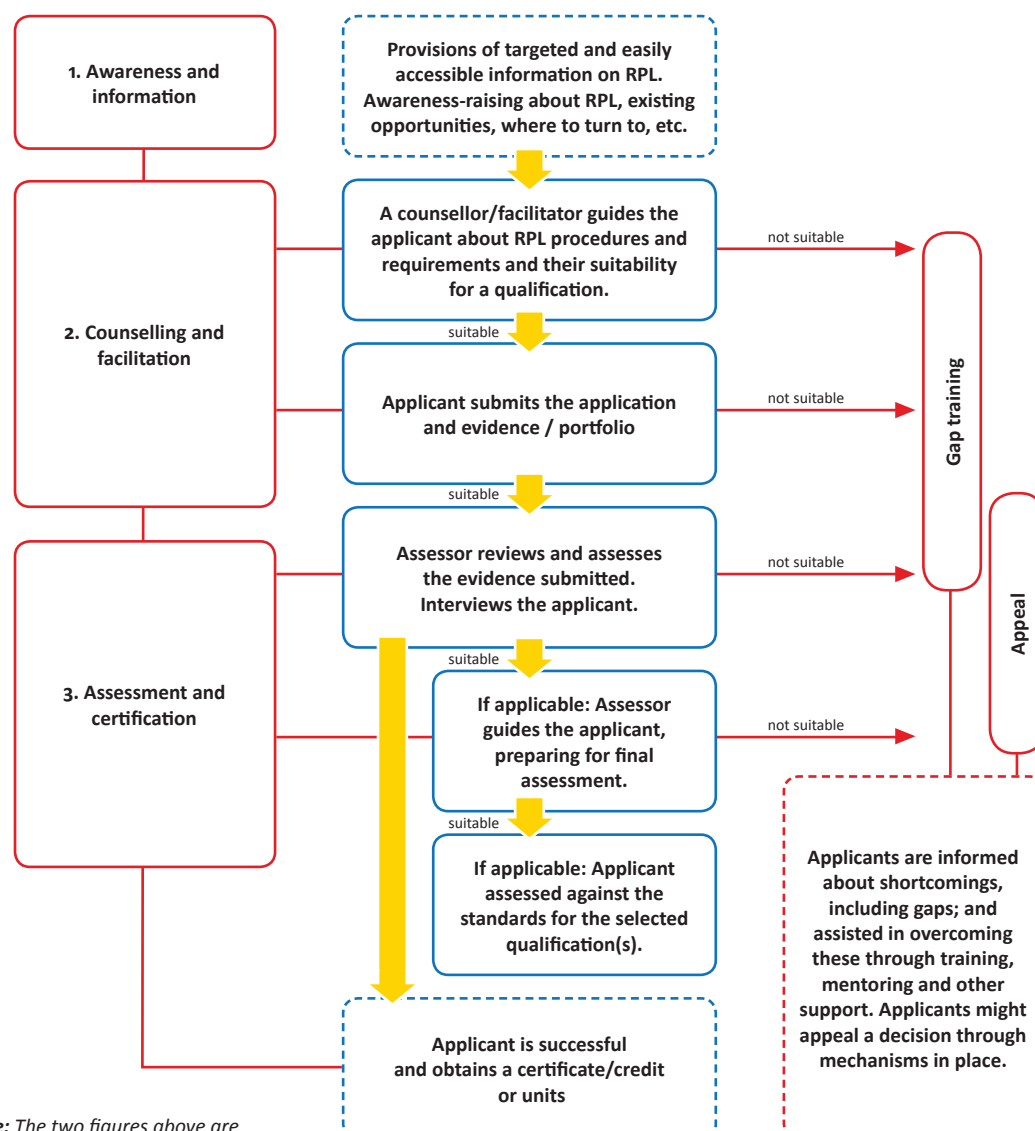 1. Awareness and
information
Provisions of targeted and easily
accessible information on RPL.
Awareness-raising about RPL, existing
opportunities, where to turn to, etc.
2. Counselling and
facilitation
A counsellor/facilitator guides the
applicant about RPL procedures and
requirements and their suitability
for a qualification.
not suitable
suitable
Applicant submits the application
and evidence / portfolio
not suitable
suitable
Gap training
3. Assessment and
certification
Assessor reviews and assesses
the evidence submitted.
Interviews the applicant.
not suitable
suitable
Appeal
If applicable: Assessor
guides the applicant,
preparing for final
assessment.
not suitable
suitable
If applicable: Applicant
assessed against the
standards for the selected
qualification(s).
Applicants are informed
about shortcomings,
including gaps; and
assisted in overcoming
these through training,
mentoring and other
support. Applicants might
appeal a decision through
mechanisms in place.
Applicant is successful
and obtains a certificate/credit
or units
e: The two figures above are